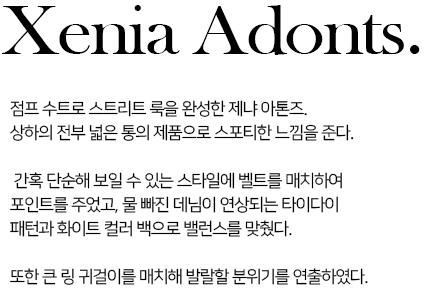 Xenia Adonts.
점프 수트로 스트리트 룩을 완성한 제냐 아톤즈.
상하의 전부 넓은 통의 제품으로 스포티한 느낌을 준다.
간혹 단순해 보일 수 있는 스타일에 벨트를 매치하여
포인트를 주었고, 물 빠진 데님이 연상되는 타이다이
패턴과 화이트 컬러 백으로 밸런스를 맞췄다.
또한 큰 링 귀걸이를 매치해 발랄할 분위기를 연출하였다.